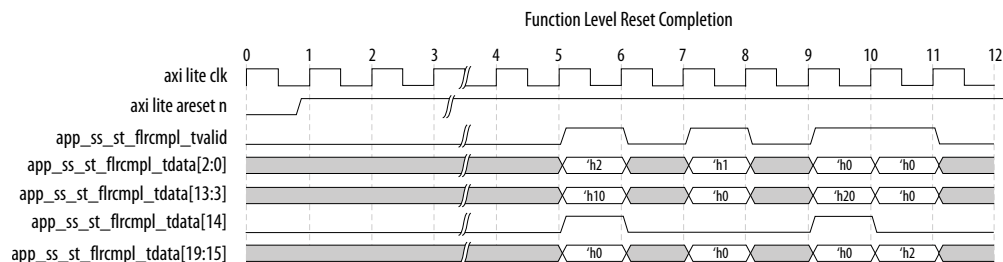 Function Level Reset Completion
0 1 2 3 4 5 6 7 8 9 10 11 12
axi lite clk
axi lite areset n
app_ss_st_flrcmpl_tvalid
app_ss_st_flrcmpl_tdata[2:0] 'h2 'h1 'h0 'h0
app_ss_st_flrcmpl_tdata[13:3] 'h10 'h0 'h20 'h0
app_ss_st_flrcmpl_tdata[14]
app_ss_st_flrcmpl_tdata[19:15] 'h0 'h0 'h0 'h2